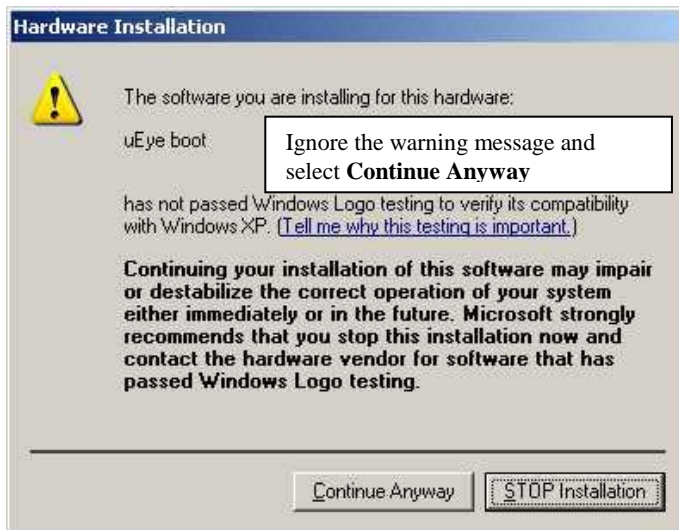 Hardware Installation
The software you are installing for this hardware:
uEye boot
Ignore the warning message and
select Continue Anyway
has not passed Windows Logo testing to verify its compatibility
with Windows XP. (Tell me why this testing is important.)
Continuing your installation of this software may impair
or destabilize the correct operation of your system
either immediately or in the future. Microsoft strongly
recommends that you stop this installation now and
contact the hardware vendor for software that has
passed Windows Logo testing.
Continue Anyway
STOP Installation